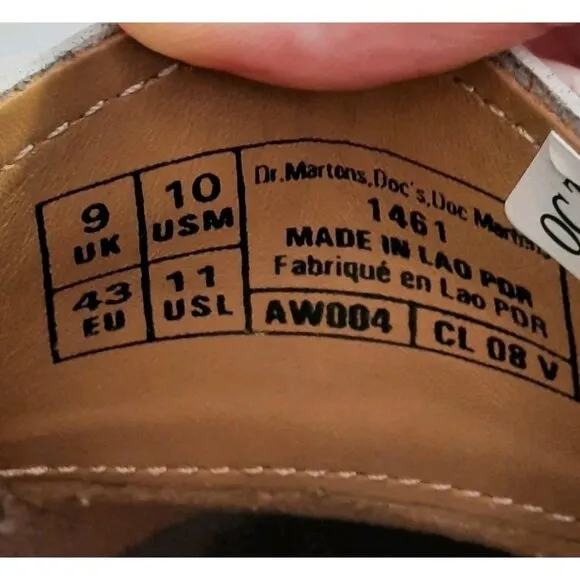 9 UK
10 USM
43 EU
11 USL
Dr.Martens,Doc's,Doc Martens
1461
MADE IN LAO PDR
Fabriqué en Lao PDR
AW004
CL 08 V